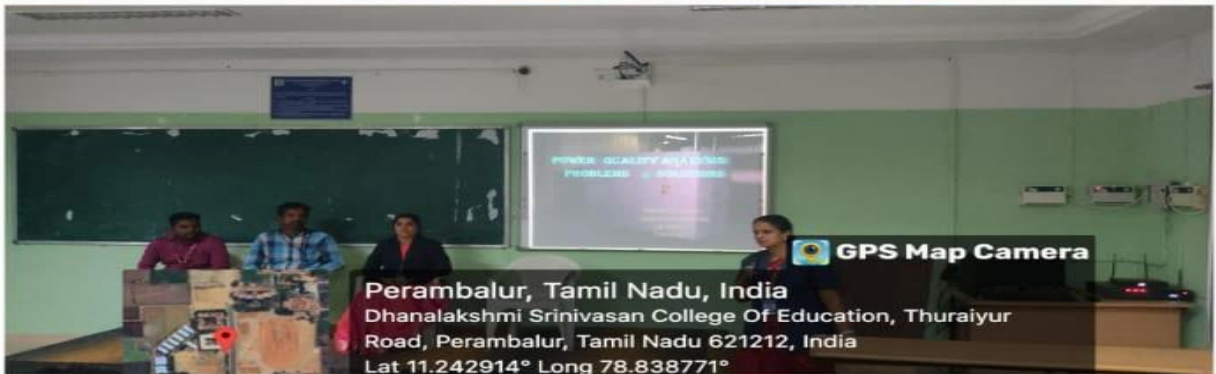 POWER QUALITY ANALYSIS:
PROBLEMS & SOLUTIONS
GPS Map Camera
Perambalur, Tamil Nadu, India
Dhanalakshmi Srinivasan College Of Education, Thuraiyur
Road, Perambalur, Tamil Nadu 621212, India
Lat 11.242914° Long 78.838771°